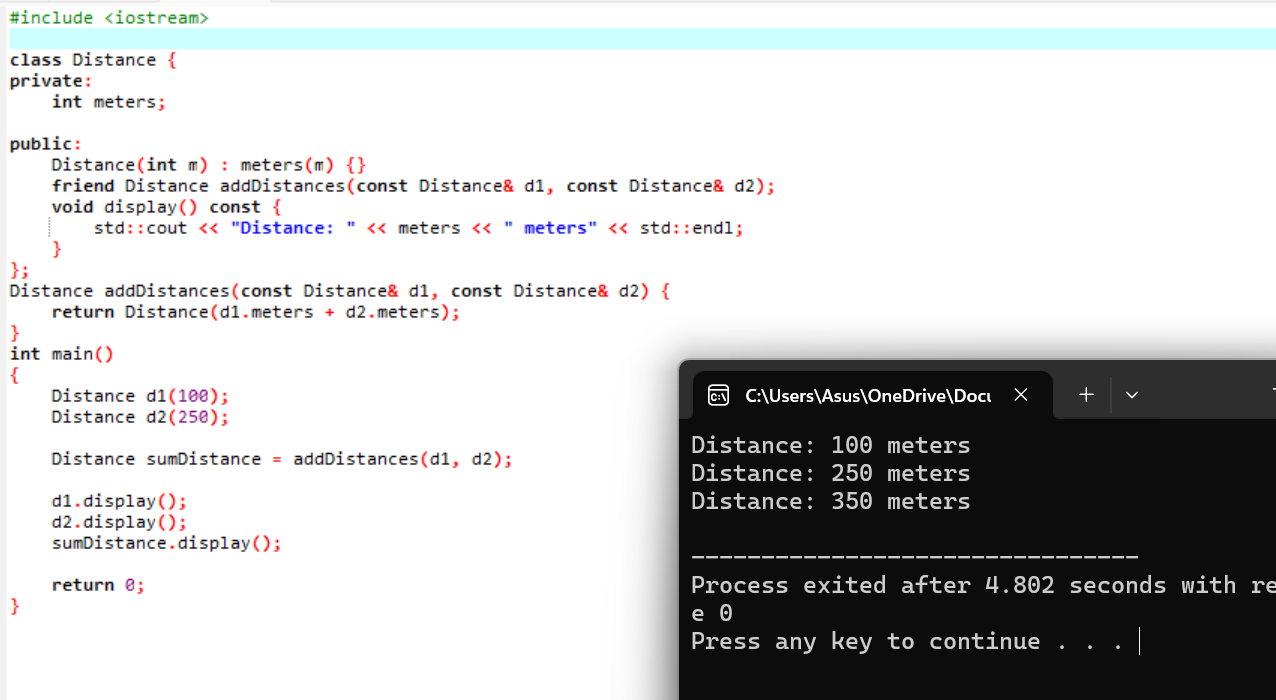 #include <iostream>
class Distance {
private:
    int meters;
public:
    Distance(int m) : meters(m) {}
    friend Distance addDistances(const Distance& d1, const Distance& d2);
    void display() const {
        std::cout << "Distance: " << meters << " meters" << std::endl;
    }
};
Distance addDistances(const Distance& d1, const Distance& d2) {
    return Distance(d1.meters + d2.meters);
}
int main()
{
    Distance d1(100);
    Distance d2(250);
    Distance sumDistance = addDistances(d1, d2);
    d1.display();
    d2.display();
    sumDistance.display();
    return 0;
}
C:\Users\Asus\OneDrive\Docu
Distance: 100 meters
Distance: 250 meters
Distance: 350 meters
--------------------------------
Process exited after 4.802 seconds with re
e 0
Press any key to continue . . .